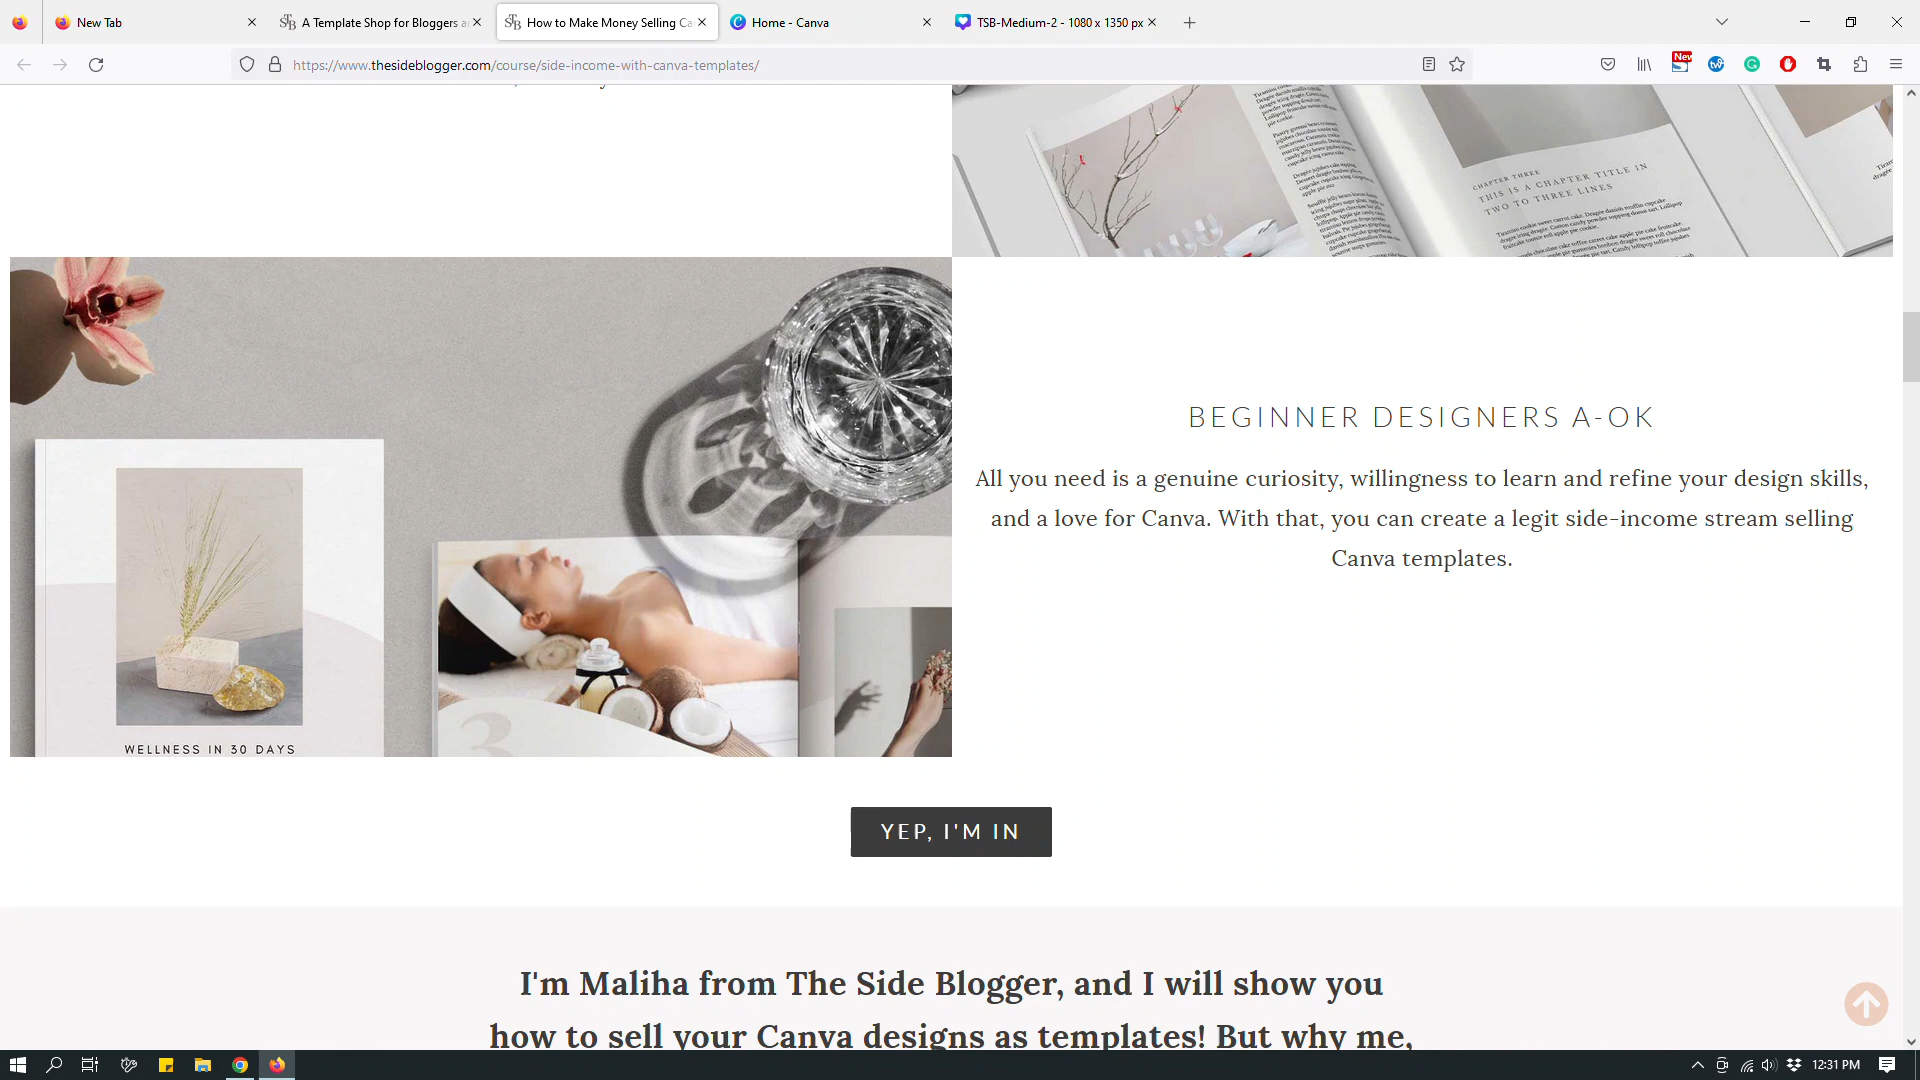 New Tab
A Template Shop for Bloggers a
How to Make Money Selling Ca
Home - Canva
TSB-Medium-2 - 1080 x 1350 px
https://www.thesideblogger.com/course/side-income-with-canva-templates/
New
CHAPTER THREE
THIS IS A CHAPTER TITLE IN
TWO TO THREE LINES
BEGINNER DESIGNERS A-OK
All you need is a genuine curiosity, willingness to learn and refine your design skills,
and a love for Canva. With that, you can create a legit side-income stream selling
Canva templates.
3
WELLNESS IN 30 DAYS
YEP, I'M IN
I'm Maliha from The Side Blogger, and I will show you
how to sell your Canva designs as templates! But why me,
12:31 PM